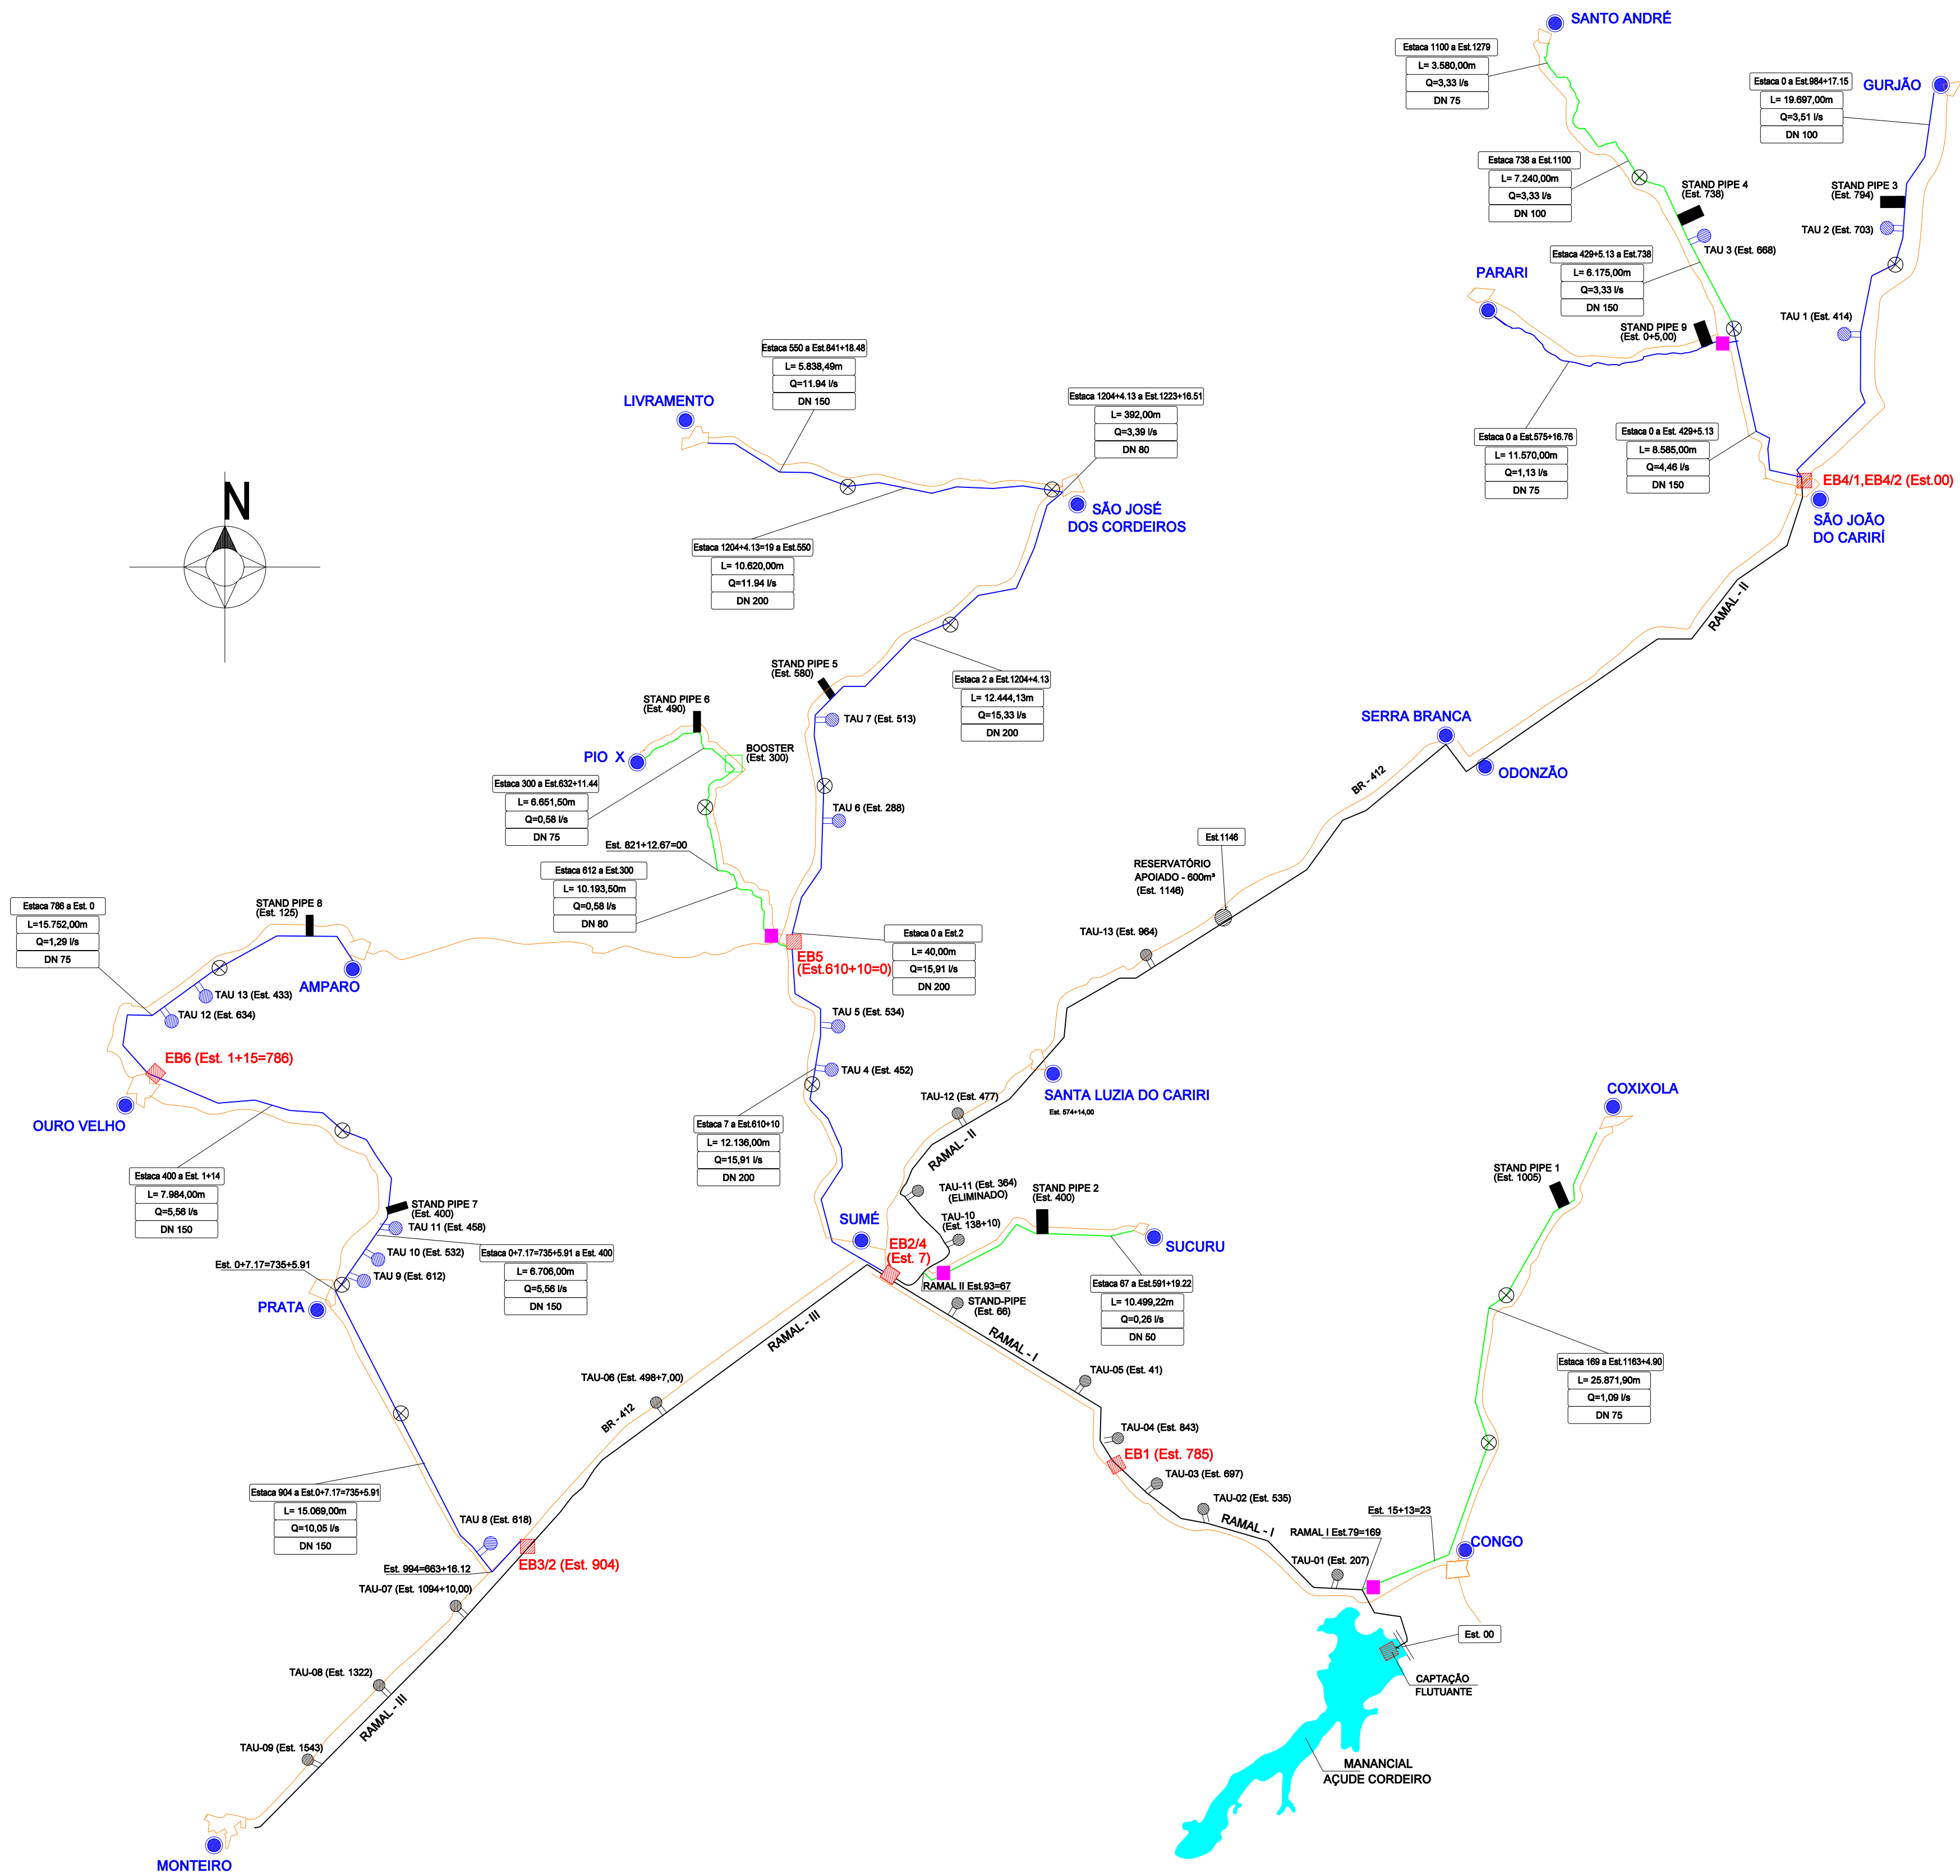 SANTO ANDRÉ
Estaca 1100 a Est.1279
L= 3.580,00m
Q=3,33 l/s
DN 75
GURJÃO
Estaca 0 a Est.984+17.15
L= 19.697,00m
Q=3,51 l/s
DN 100
Estaca 738 a Est.1100
L= 7.240,00m
Q=3,33 l/s
DN 100
STAND PIPE 4
(Est. 738)
STAND PIPE 3
(Est. 794)
TAU 2 (Est. 703)
TAU 3 (Est. 668)
Estaca 429+5.13 a Est.738
L= 6.175,00m
Q=3,33 l/s
DN 150
PARARI
STAND PIPE 9
(Est. 0+5,00)
TAU 1 (Est. 414)
Estaca 550 a Est.841+18.48
L= 5.838,49m
Q=11.94 l/s
DN 150
LIVRAMENTO
Estaca 1204+4.13 a Est.1223+16.51
L= 392,00m
Q=3,39 l/s
DN 80
Estaca 0 a Est.575+16.76
L= 11.570,00m
Q=1,13 l/s
DN 75
Estaca 0 a Est. 429+5.13
L= 8.585,00m
Q=4,46 l/s
DN 150
EB4/1,EB4/2 (Est.00)
SÃO JOÃO
DO CARIRÍ
N
SÃO JOSÉ
DOS CORDEIROS
Estaca 1204+4.13=19 a Est.550
L= 10.620,00m
Q=11.94 l/s
DN 200
RAMAL - II
STAND PIPE 5
(Est. 580)
Estaca 2 a Est.1204+4.13
L= 12.444,13m
Q=15,33 l/s
DN 200
STAND PIPE 6
(Est. 490)
TAU 7 (Est. 513)
SERRA BRANCA
PIO X
BOOSTER
(Est. 300)
ODONZÃO
BR - 412
Estaca 300 a Est.632+11.44
L= 6.651,50m
Q=0,58 l/s
DN 75
TAU 6 (Est. 288)
Est. 821+12.67=00
Est.1146
RESERVATÓRIO
APOIADO - 600m³
(Est. 1146)
Estaca 612 a Est.300
L= 10.193,50m
Q=0,58 l/s
DN 80
Estaca 786 a Est. 0
L=15.752,00m
Q=1,29 l/s
DN 75
STAND PIPE 8
(Est. 125)
TAU-13 (Est. 964)
Estaca 0 a Est.2
L= 40,00m
Q=15,91 l/s
DN 200
EB5
(Est.610+10=0)
AMPARO
TAU 13 (Est. 433)
TAU 12 (Est. 634)
TAU 5 (Est. 534)
EB6 (Est. 1+15=786)
TAU 4 (Est. 452)
OURO VELHO
SANTA LUZIA DO CARIRI
Est. 574+14,00
COXIXOLA
TAU-12 (Est. 477)
Estaca 7 a Est.610+10
L= 12.136,00m
Q=15,91 l/s
DN 200
RAMAL - II
Estaca 400 a Est. 1+14
L= 7.984,00m
Q=5,56 l/s
DN 150
STAND PIPE 1
(Est. 1005)
STAND PIPE 7
(Est. 400)
TAU 11 (Est. 458)
TAU-11 (Est. 364)
(ELIMINADO)
STAND PIPE 2
(Est. 400)
SUMÉ
TAU-10
(Est. 138+10)
SUCURU
EB2/4
(Est. 7)
TAU 10 (Est. 532)
TAU 9 (Est. 612)
Estaca 0+7.17=735+5.91 a Est. 400
L= 6.706,00m
Q=5,56 l/s
DN 150
Est. 0+7.17=735+5.91
RAMAL II Est.93=67
PRATA
STAND-PIPE
(Est. 66)
Estaca 67 a Est.591+19.22
L= 10.499,22m
Q=0,26 l/s
DN 50
RAMAL - III
RAMAL - I
Estaca 169 a Est.1163+4.90
L= 25.871,90m
Q=1,09 l/s
DN 75
TAU-06 (Est. 498+7,00)
TAU-05 (Est. 41)
BR - 412
TAU-04 (Est. 843)
EB1 (Est. 785)
TAU-03 (Est. 697)
Estaca 904 a Est.0+7.17=735+5.91
L= 15.069,00m
Q=10,05 l/s
DN 150
TAU-02 (Est. 535)
Est. 15+13=23
TAU 8 (Est. 618)
RAMAL - I
RAMAL I Est.79=169
CONGO
EB3/2 (Est. 904)
Est. 994=663+16.12
TAU-01 (Est. 207)
TAU-07 (Est. 1094+10,00)
Est. 00
TAU-08 (Est. 1322)
CAPTAÇÃO
FLUTUANTE
RAMAL - III
TAU-09 (Est. 1543)
MANANCIAL
AÇUDE CORDEIRO
MONTEIRO